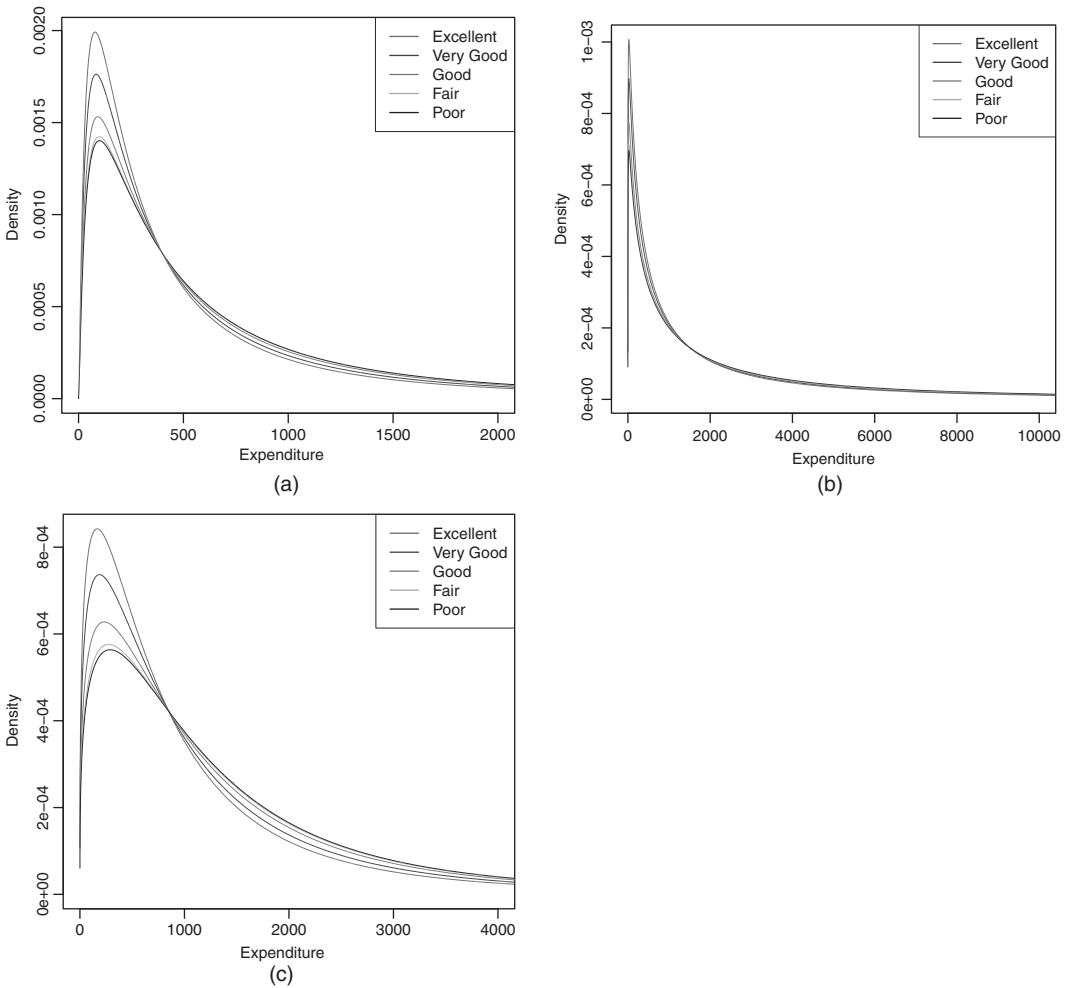 Density
0.0000 0.0005 0.0010 0.0015 0.0020
Excellent
Very Good
Good
Fair
Poor
0 500 1000 1500 2000
Expenditure
(a)
Density
0e+00 2e−04 4e−04 6e−04 8e−04 1e−03
Excellent
Very Good
Good
Fair
Poor
0 2000 4000 6000 8000 10000
Expenditure
(b)
Density
0e+00 2e−04 4e−04 6e−04 8e−04
Excellent
Very Good
Good
Fair
Poor
0 1000 2000 3000 4000
Expenditure
(c)